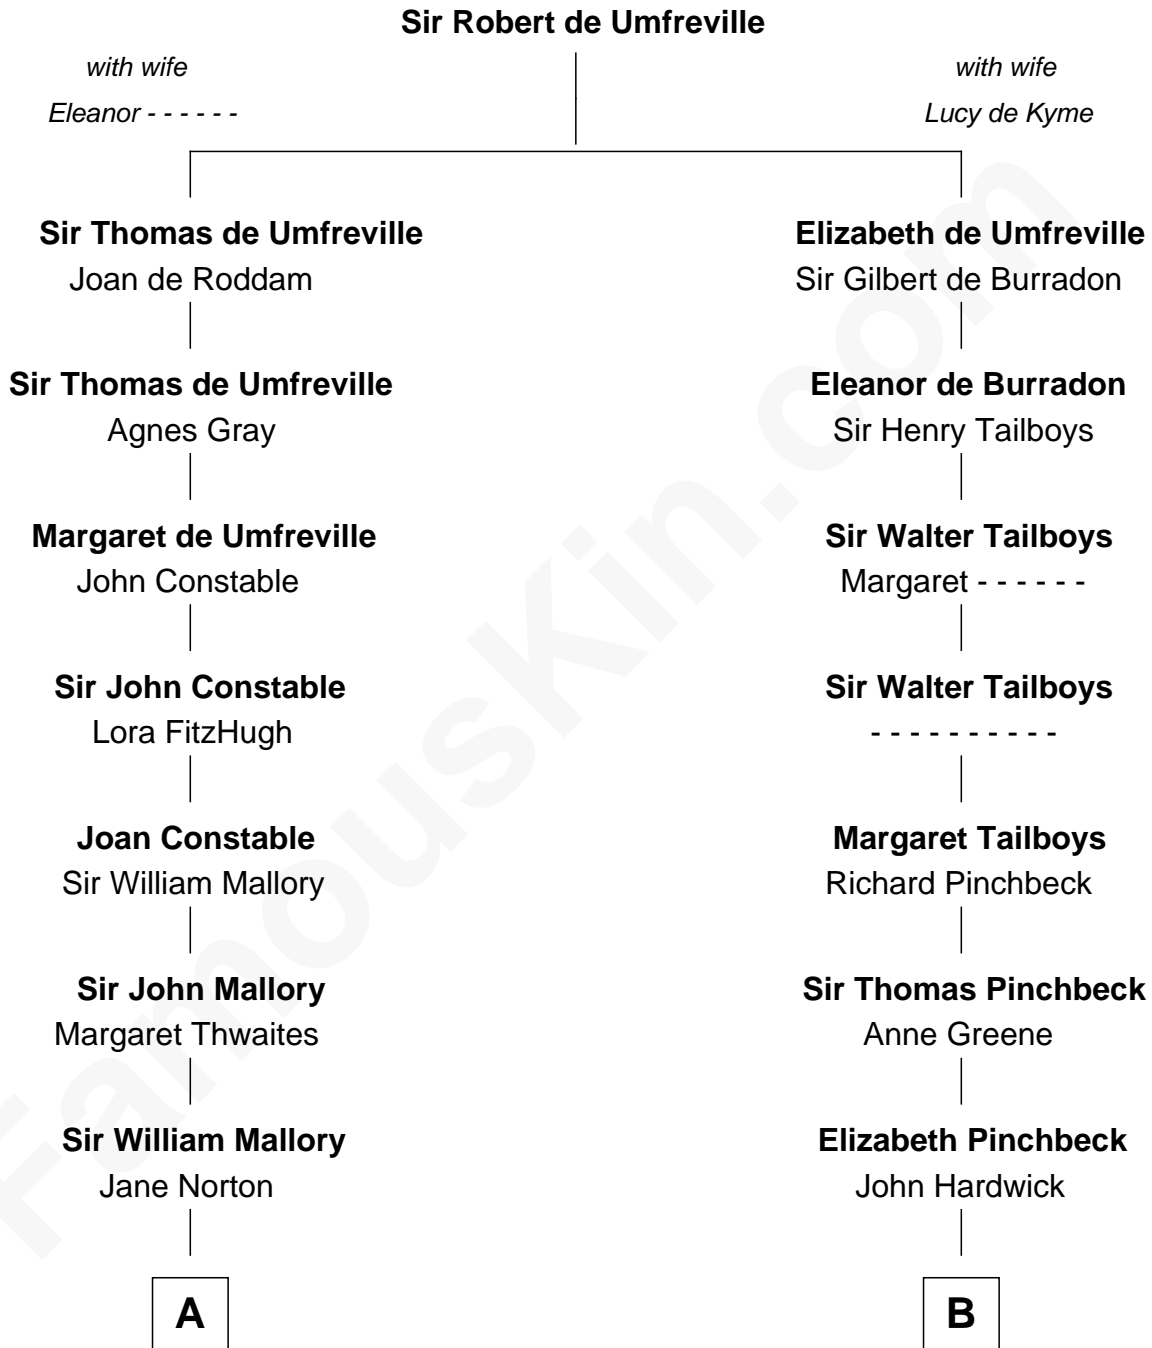 Sir Robert de Umfreville
with wife
Eleanor - - - - - -
with wife
Lucy de Kyme
Sir Thomas de Umfreville
Joan de Roddam
Elizabeth de Umfreville
Sir Gilbert de Burradon
Sir Thomas de Umfreville
Agnes Gray
Eleanor de Burradon
Sir Henry Tailboys
Margaret de Umfreville
John Constable
Sir Walter Tailboys
Margaret - - - - - -
Sir John Constable
Lora FitzHugh
Sir Walter Tailboys
- - - - - - - - - -
Joan Constable
Sir William Mallory
Margaret Tailboys
Richard Pinchbeck
Sir John Mallory
Margaret Thwaites
Sir Thomas Pinchbeck
Anne Greene
Sir William Mallory
Jane Norton
Elizabeth Pinchbeck
John Hardwick
A
B
FamousKin.com